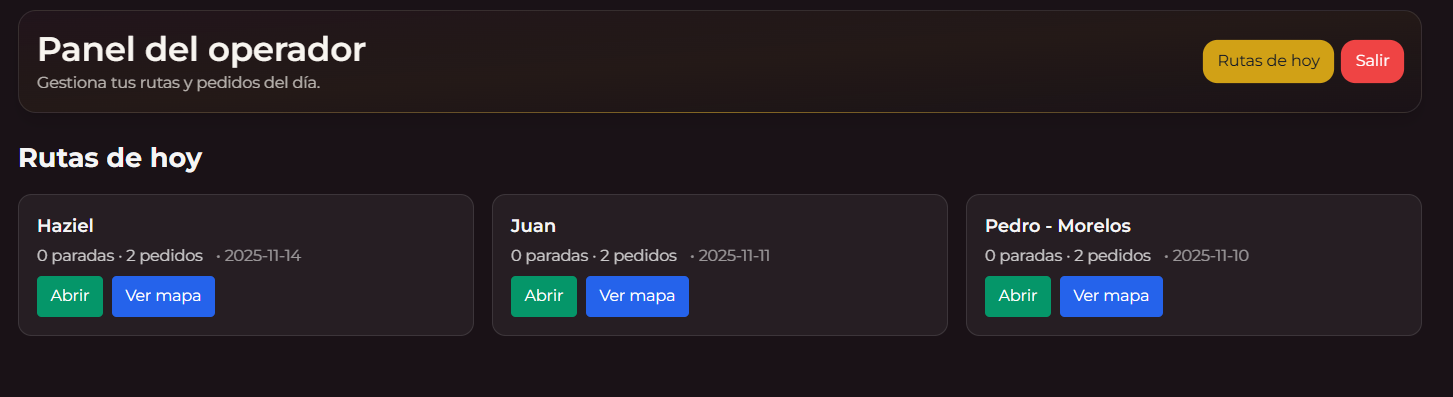 Panel del operador
Gestiona tus rutas y pedidos del día.
Rutas de hoy
Salir
Rutas de hoy
Haziel
0 paradas · 2 pedidos • 2025-11-14
Abrir
Ver mapa
Juan
0 paradas · 2 pedidos • 2025-11-11
Abrir
Ver mapa
Pedro - Morelos
0 paradas · 2 pedidos • 2025-11-10
Abrir
Ver mapa